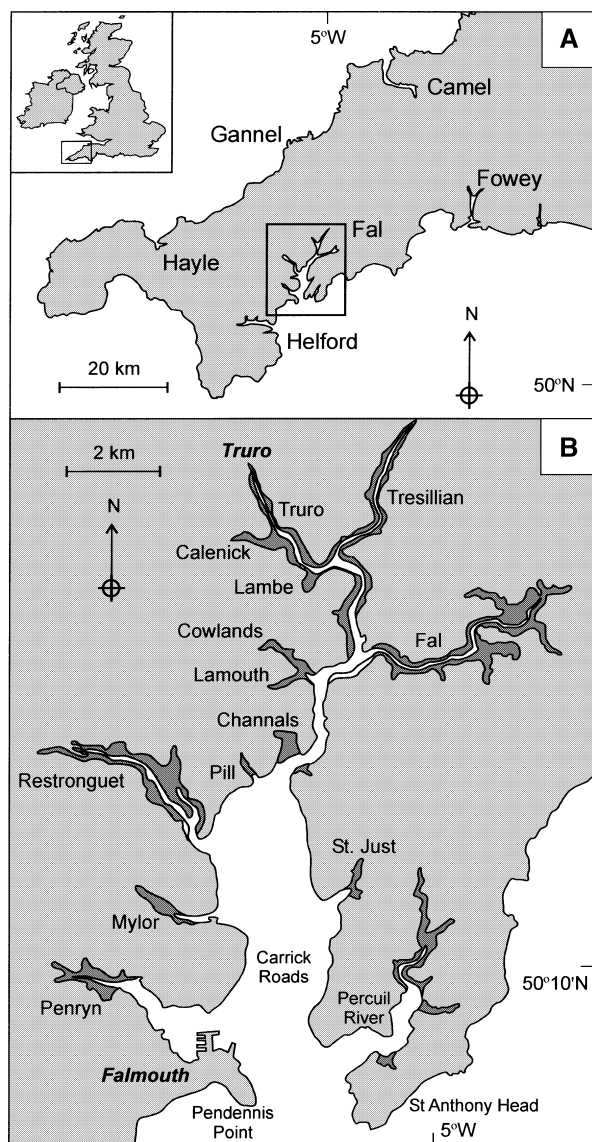 5°W
A
Camel
Gannel
Fowey
Fal
Hayle
N
Helford
20 km
50°N
B
2 km
Truro
N
Truro
Tresillian
Calenick
Lambe
Cowlands
Fal
Lamouth
Channals
Pill
Restronguet
St. Just
Mylor
Carrick
Roads
50°10'N
Penryn
Percuil
River
Falmouth
Pendennis
Point
St Anthony Head
5°W